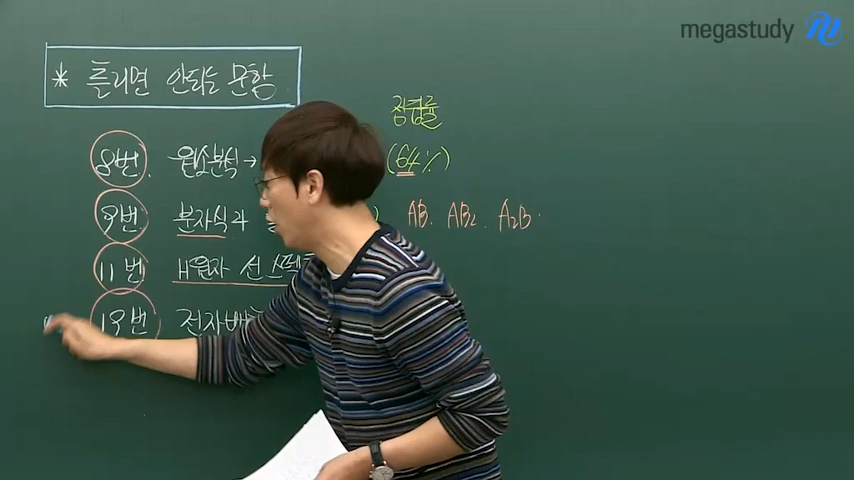 megastudy
* 틀리면 안되는 문항
정답률
8번. 원소분석 → (64%)
9번. 분자식과 AB. AB₂. A₂B.
11번 H원자 선 스펙트
19번 전자배